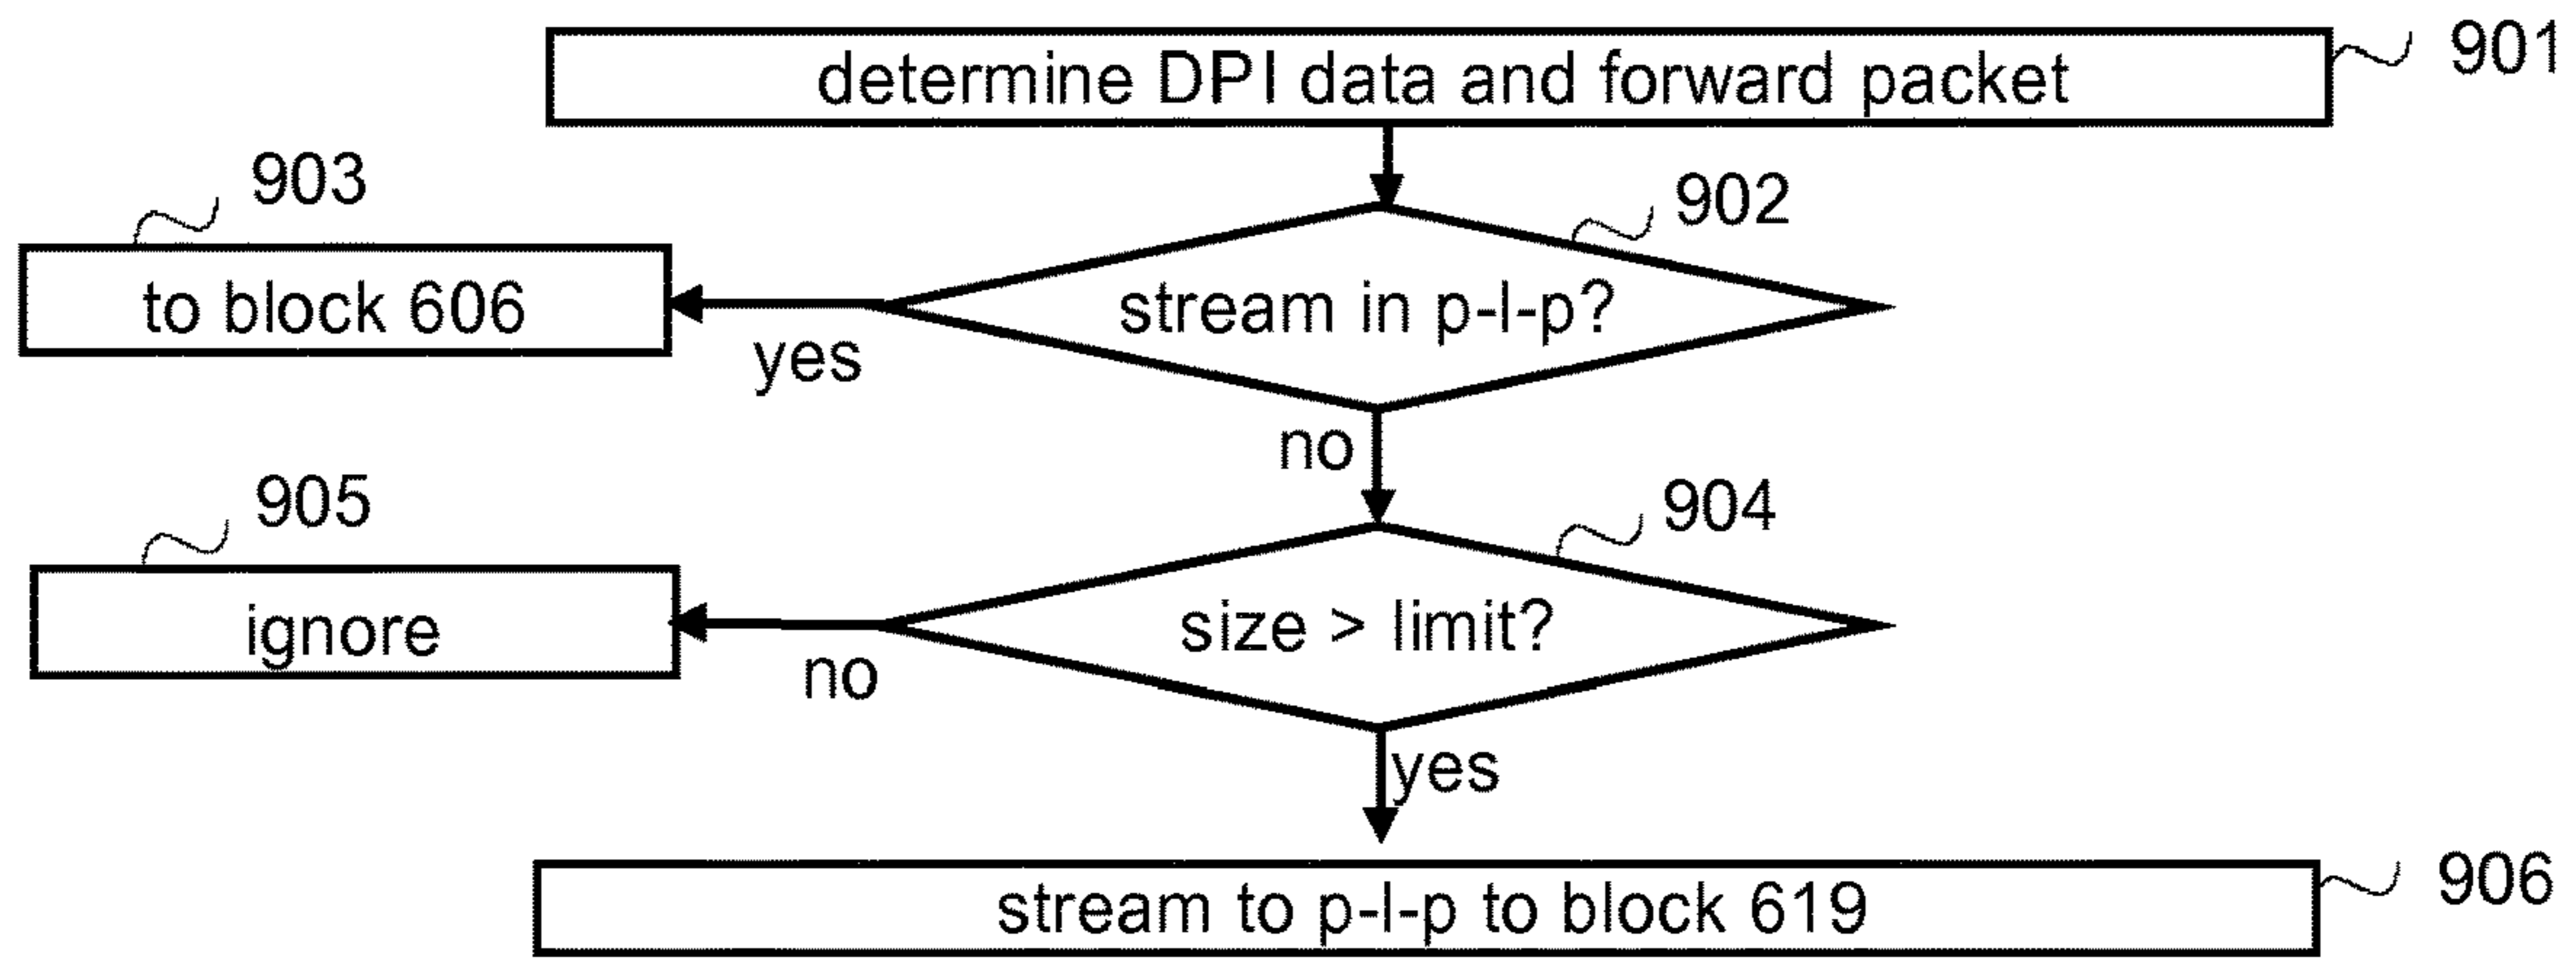 determine DPI data and forward packet
901
903
902
to block 606
stream in p-l-p?
yes
no
905
904
ignore
size > limit?
no
yes
906
stream to p-l-p to block 619